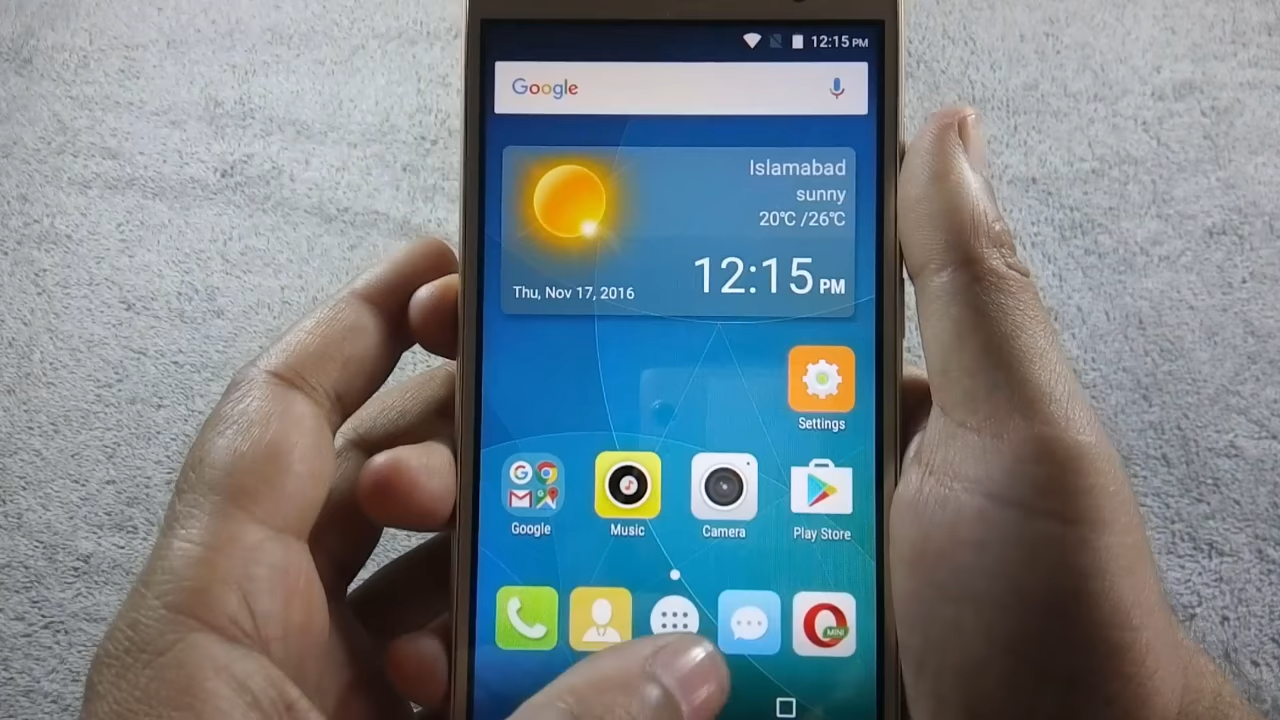 12:15 PM
Google
Islamabad
sunny
20℃ /26℃
12:15 PM
Thu, Nov 17, 2016
Settings
Google
Music
Camera
Play Store
MINI